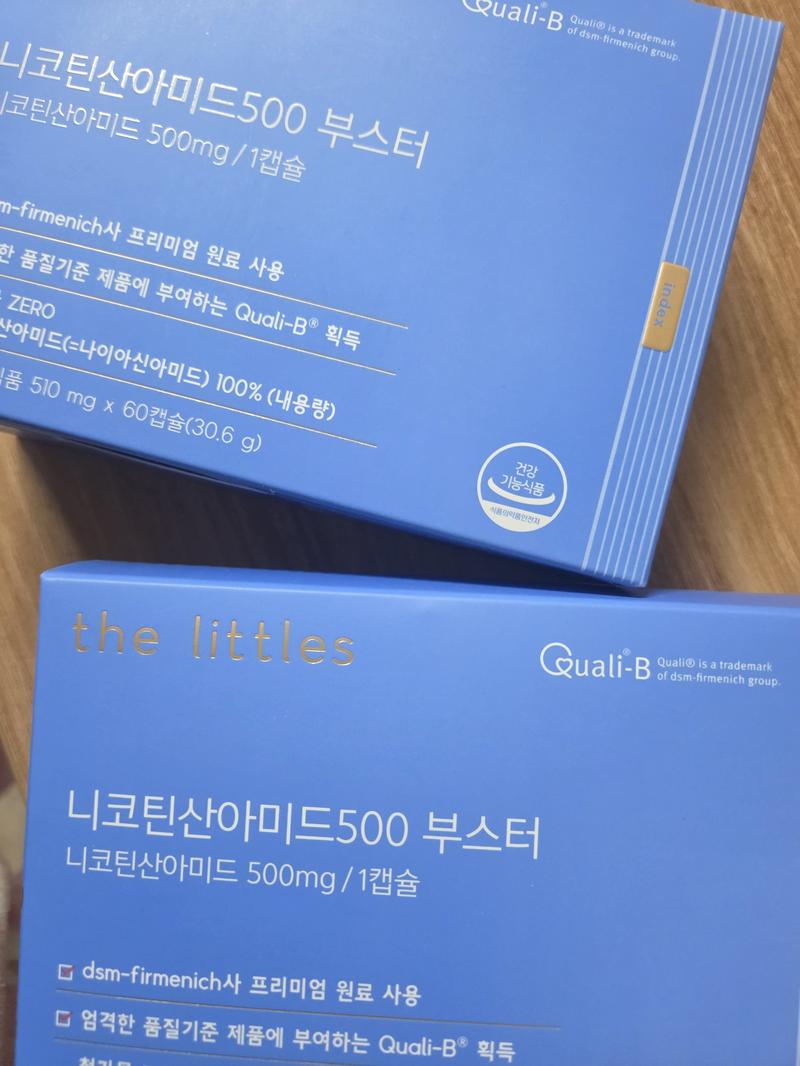 Quali®-B
Quali® is a trademark
of dsm-firmenich group.
니코틴산아미드500 부스터
니코틴산아미드 500mg/1캡슐
firmenich사 프리미엄 원료 사용
품질기준 제품에 부여하는 Quali-B® 획득
ZERO
산아미드(=나이아신아미드) 100% (내용량)
510 mg x 60캡슐(30.6 g)
index
건강
기능식품
식품의약품안전처
the littles
Quali®-B
Quali® is a trademark
of dsm-firmenich group.
니코틴산아미드500 부스터
니코틴산아미드 500mg/1캡슐
dsm-firmenich사 프리미엄 원료 사용
엄격한 품질기준 제품에 부여하는 Quali-B® 획득